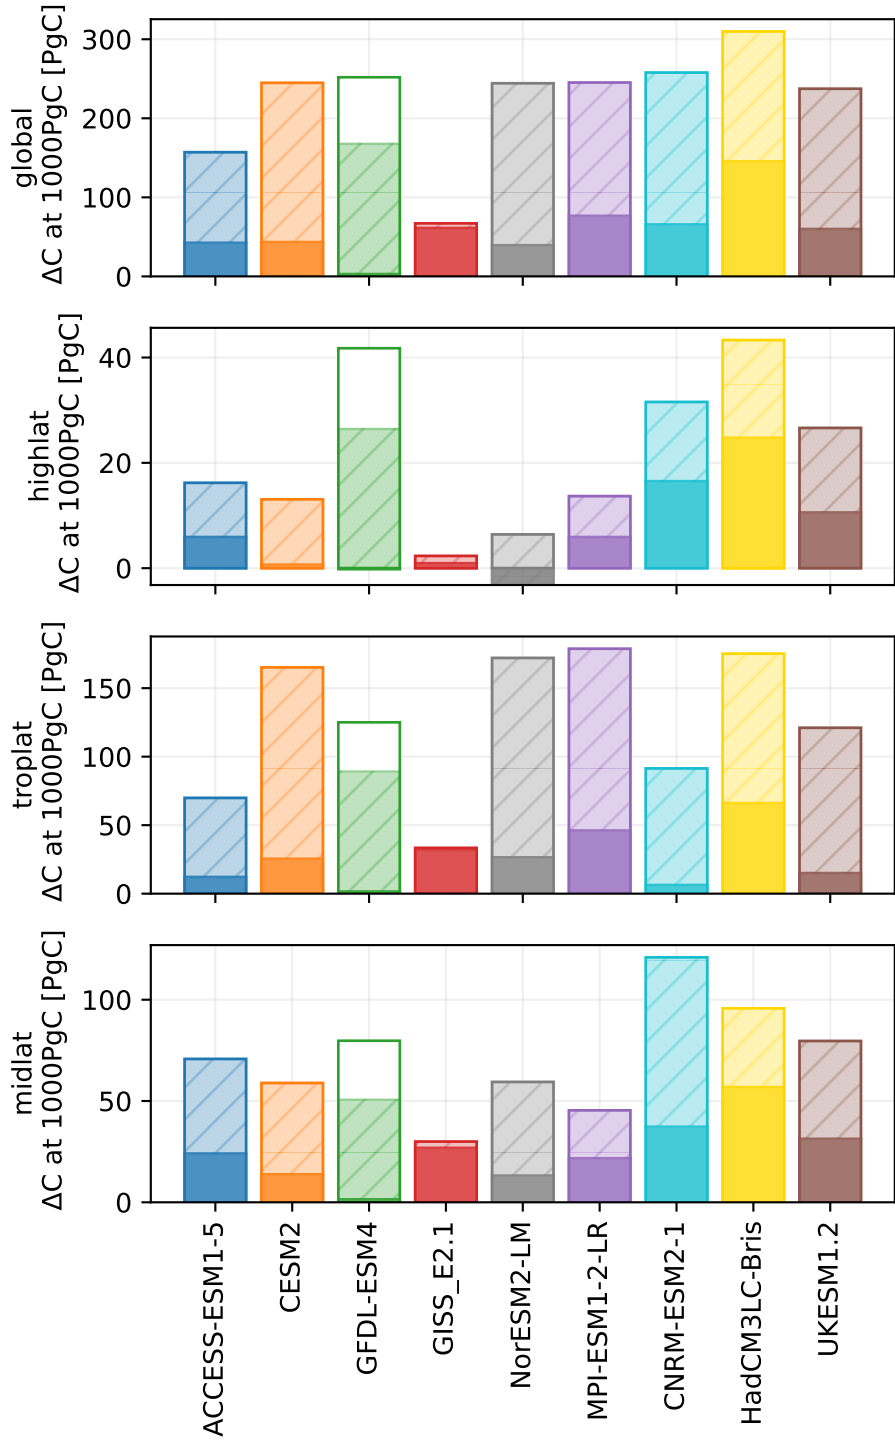 global
ΔC at 1000PgC [PgC]
300
200
100
0
highlat
ΔC at 1000PgC [PgC]
40
20
0
troplat
ΔC at 1000PgC [PgC]
150
100
50
0
midlat
ΔC at 1000PgC [PgC]
100
50
0
ACCESS-ESM1-5
CESM2
GFDL-ESM4
GISS_E2.1
NorESM2-LM
MPI-ESM1-2-LR
CNRM-ESM2-1
HadCM3LC-Bris
UKESM1.2